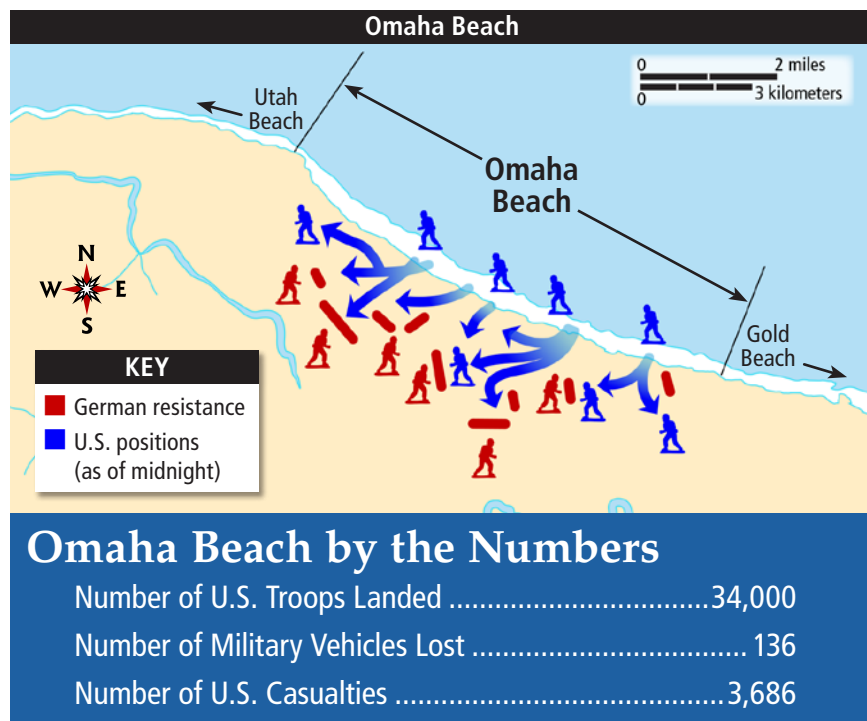 Omaha Beach
0 2 miles
0 3 kilometers
Utah
Beach
Omaha
Beach
N
W E
S
Gold
Beach
KEY
German resistance
U.S. positions
(as of midnight)
Omaha Beach by the Numbers
Number of U.S. Troops Landed ..................................34,000
Number of Military Vehicles Lost .................................... 136
Number of U.S. Casualties ...........................................3,686